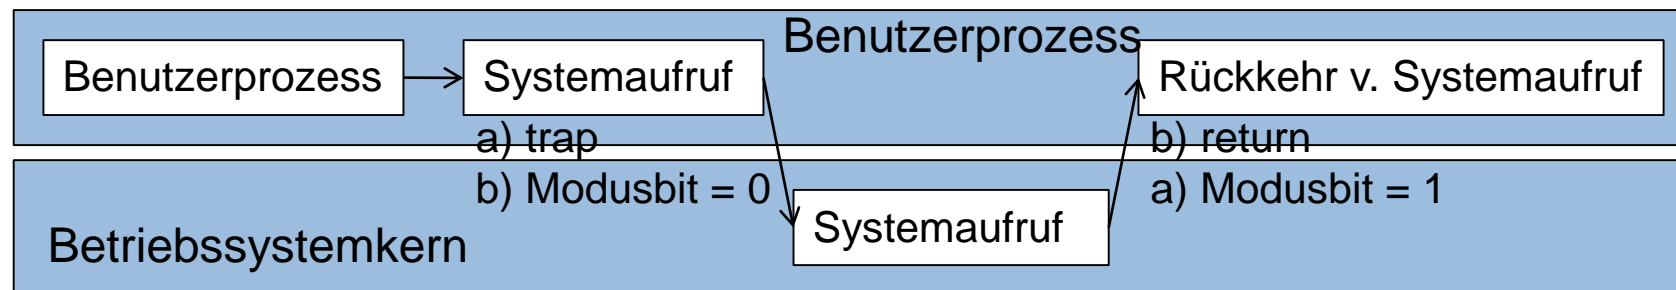 Benutzerprozess
Benutzerprozess
Systemaufruf
Rückkehr v. Systemaufruf
a) trap
b) return
b) Modusbit = 0
a) Modusbit = 1
Systemaufruf
Betriebssystemkern